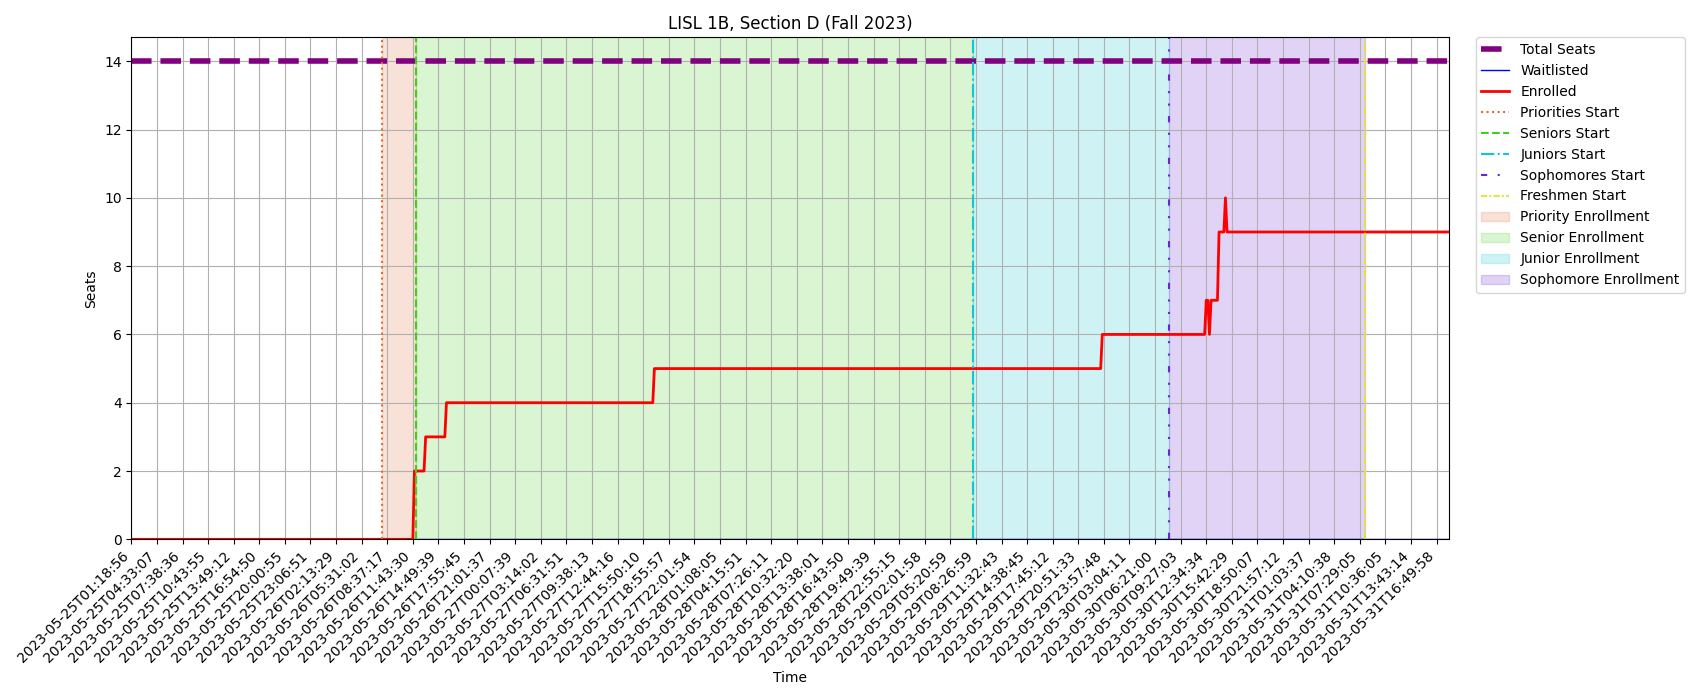 LISL 1B, Section D (Fall 2023)
Total Seats
Waitlisted
Enrolled
Priorities Start
Seniors Start
Juniors Start
Sophomores Start
Freshmen Start
Priority Enrollment
Senior Enrollment
Junior Enrollment
Sophomore Enrollment
Seats
14
12
10
8
6
4
2
0
2023-05-25T01:18:56
2023-05-25T04:33:07
2023-05-25T07:38:36
2023-05-25T10:43:55
2023-05-25T13:49:12
2023-05-25T16:54:50
2023-05-25T20:00:55
2023-05-25T23:06:51
2023-05-26T02:13:29
2023-05-26T05:31:02
2023-05-26T08:37:17
2023-05-26T11:43:30
2023-05-26T14:49:39
2023-05-26T17:55:45
2023-05-26T21:01:37
2023-05-27T00:07:39
2023-05-27T03:14:02
2023-05-27T06:31:51
2023-05-27T09:38:13
2023-05-27T12:44:16
2023-05-27T15:50:10
2023-05-27T18:55:57
2023-05-27T22:01:54
2023-05-28T01:08:05
2023-05-28T04:15:51
2023-05-28T07:26:11
2023-05-28T10:32:20
2023-05-28T13:38:01
2023-05-28T16:43:50
2023-05-28T19:49:39
2023-05-28T22:55:15
2023-05-29T02:01:58
2023-05-29T05:20:59
2023-05-29T08:26:59
2023-05-29T11:32:43
2023-05-29T14:38:45
2023-05-29T17:45:12
2023-05-29T20:51:33
2023-05-29T23:57:48
2023-05-30T03:04:11
2023-05-30T06:21:00
2023-05-30T09:27:03
2023-05-30T12:34:34
2023-05-30T15:42:29
2023-05-30T18:50:07
2023-05-30T21:57:12
2023-05-31T01:03:37
2023-05-31T04:10:38
2023-05-31T07:29:05
2023-05-31T10:36:05
2023-05-31T13:43:14
2023-05-31T16:49:58
Time